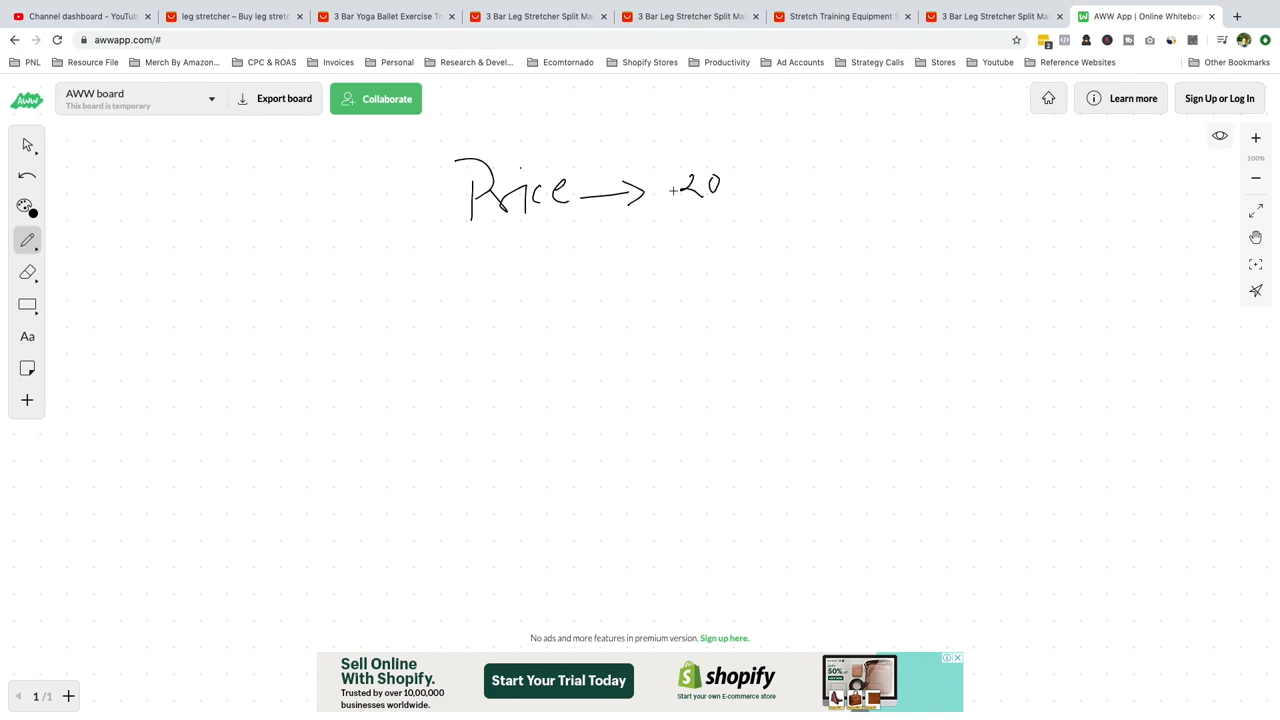 Channel dashboard - YouTub
leg stretcher – Buy leg stretc
3 Bar Yoga Ballet Exercise Tr
3 Bar Leg Stretcher Split Mac
3 Bar Leg Stretcher Split Mac
Stretch Training Equipment S
3 Bar Leg Stretcher Split Mac
AWW App | Online Whiteboa
awwapp.com/#
2
PNL
Resource File
Merch By Amazon...
CPC & ROAS
Invoices
Personal
Research & Devel...
Ecomtornado
Shopify Stores
Productivity
Ad Accounts
Strategy Calls
Stores
Youtube
Reference Websites
Other Bookmarks
AWW
AWW board
This board is temporary
Export board
Collaborate
Learn more
Sign Up or Log In
100%
Price → +20
Aa
No ads and more features in premium version. Sign up here.
Sell Online
With Shopify.
Trusted by over 10,00,000
businesses worldwide.
Start Your Trial Today
shopify
Start your own E-commerce store
1 /1